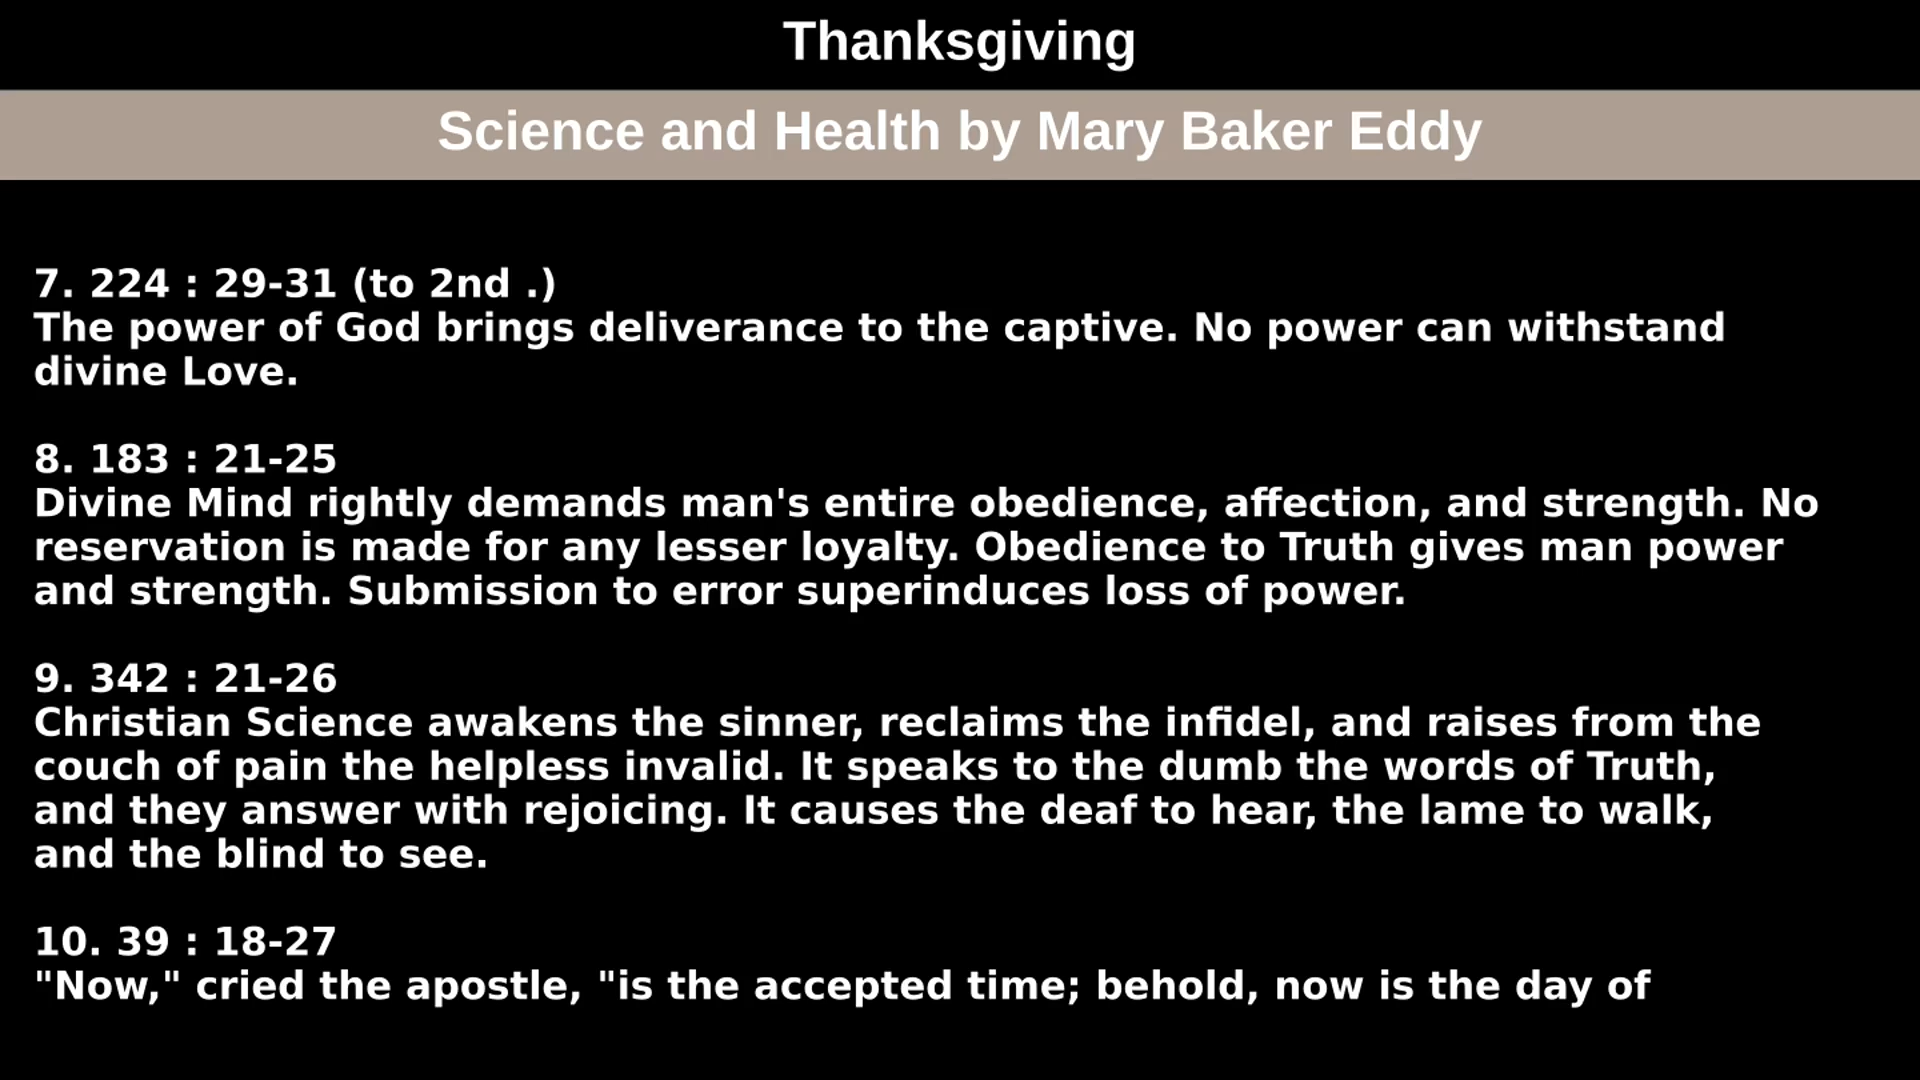 Thanksgiving
Science and Health by Mary Baker Eddy
7. 224 : 29-31 (to 2nd .)
The power of God brings deliverance to the captive. No power can withstand
divine Love.
8. 183 : 21-25
Divine Mind rightly demands man's entire obedience, affection, and strength. No
reservation is made for any lesser loyalty. Obedience to Truth gives man power
and strength. Submission to error superinduces loss of power.
9. 342 : 21-26
Christian Science awakens the sinner, reclaims the infidel, and raises from the
couch of pain the helpless invalid. It speaks to the dumb the words of Truth,
and they answer with rejoicing. It causes the deaf to hear, the lame to walk,
and the blind to see.
10. 39 : 18-27
"Now," cried the apostle, "is the accepted time; behold, now is the day of